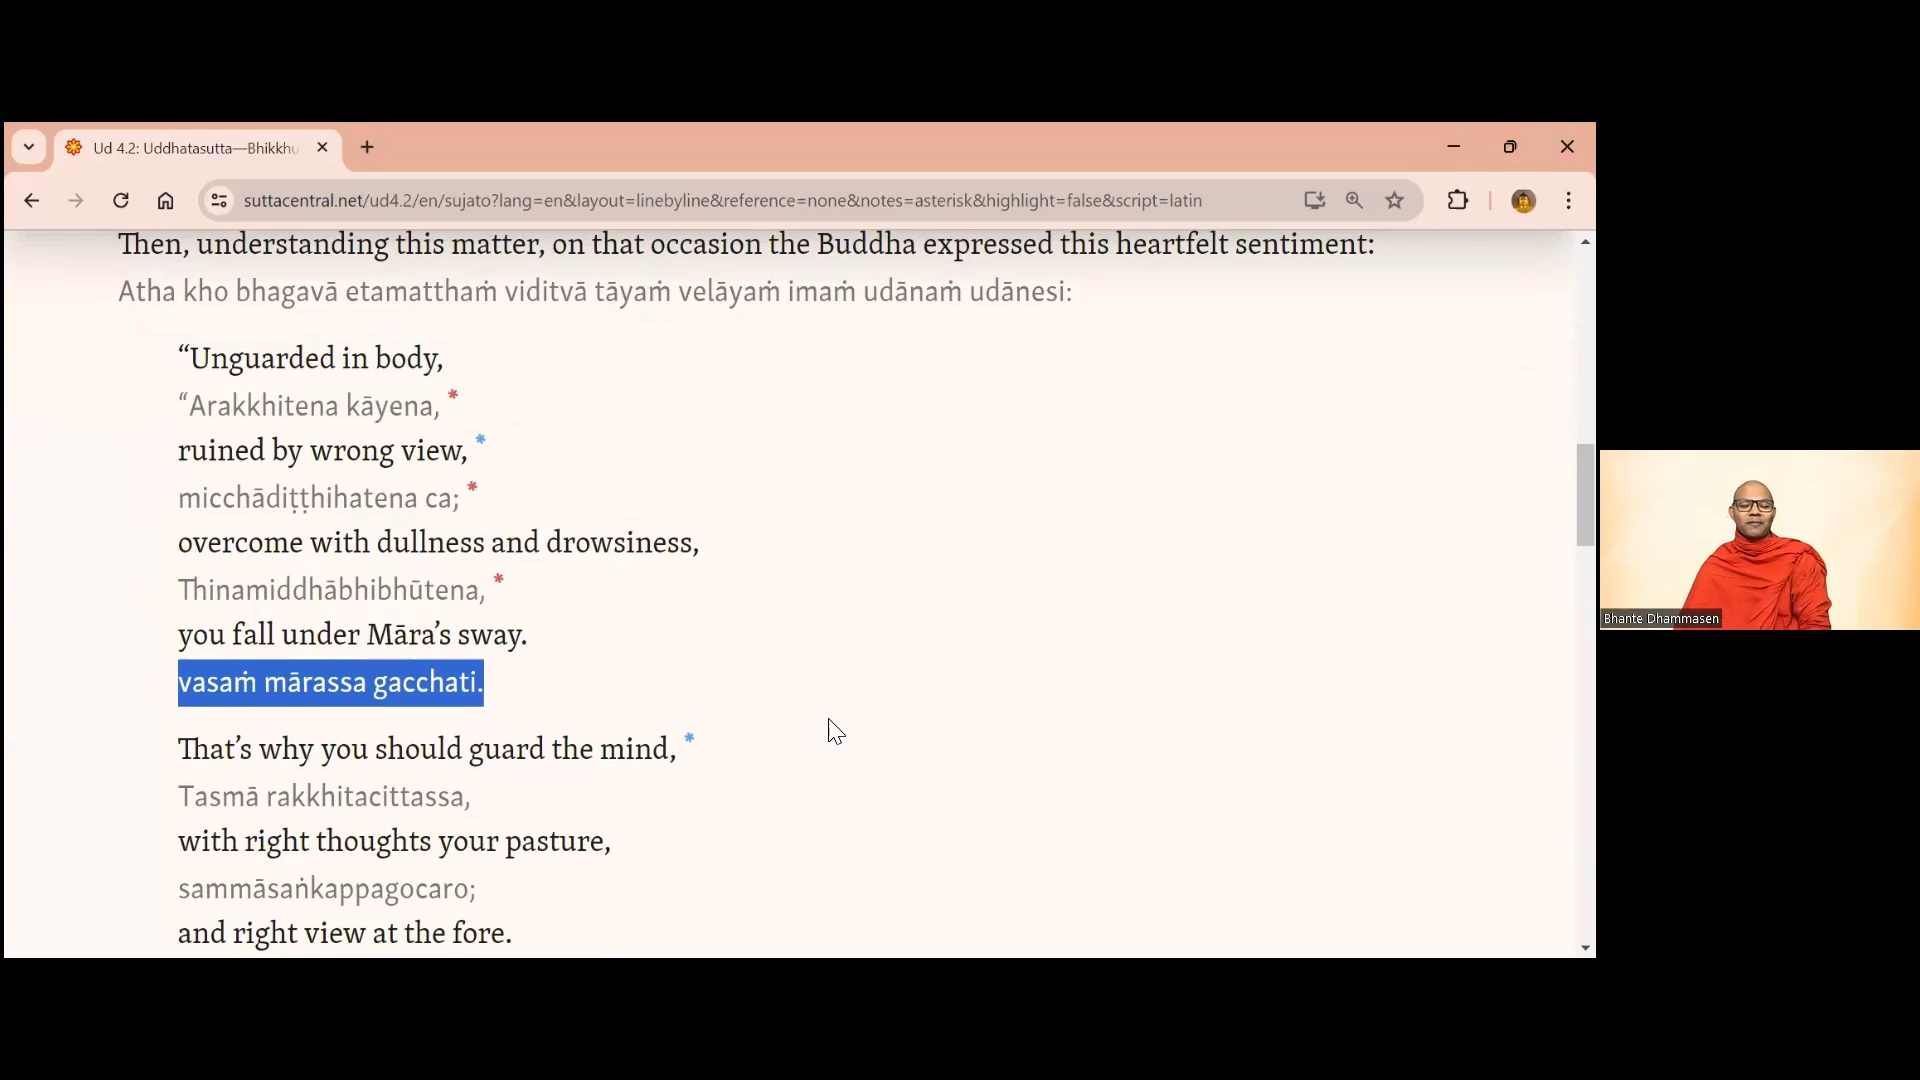 Ud 4.2: Uddhatasutta—Bhikkhu
suttacentral.net/ud4.2/en/sujato?lang=en&layout=linebyline&reference=none&notes=asterisk&highlight=false&script=latin
Then, understanding this matter, on that occasion the Buddha expressed this heartfelt sentiment:
Atha kho bhagavā etamatthaṁ viditvā tāyaṁ velāyaṁ imaṁ udānaṁ udānesi:
“Unguarded in body,
“Arakkhitena kāyena, *
ruined by wrong view, *
micchādiṭṭhihatena ca; *
overcome with dullness and drowsiness,
Thinamiddhābhibhūtena, *
you fall under Māra’s sway.
vasaṁ mārassa gacchati.
That’s why you should guard the mind, *
Tasmā rakkhitacittassa,
with right thoughts your pasture,
sammāsaṅkappagocaro;
and right view at the fore.
Bhante Dhammasen